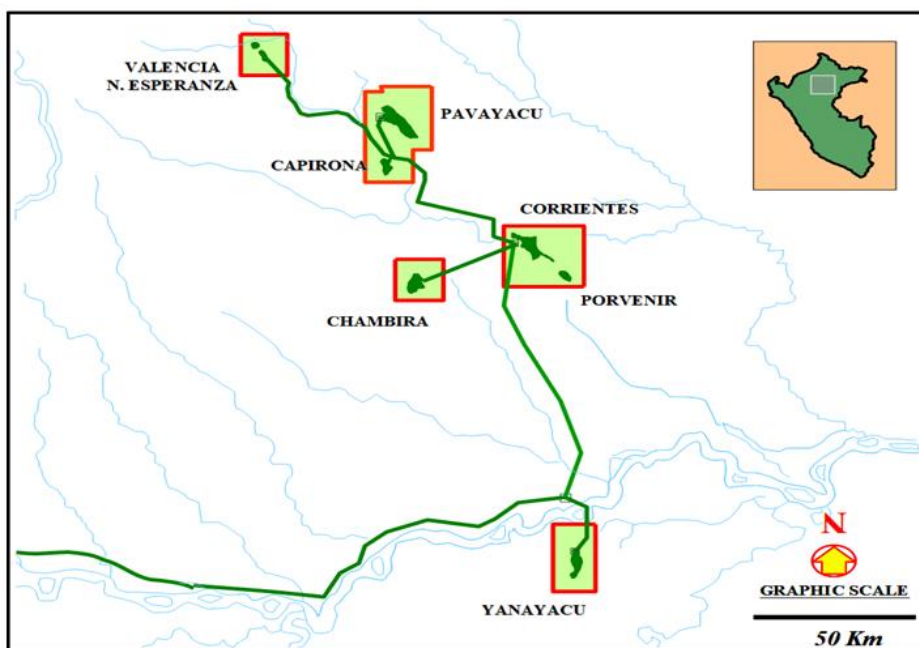 VALENCIA
N. ESPERANZA
PAVAYACU
CAPIRONA
CORRIENTES
PORVENIR
CHAMBIRA
YANAYACU
N
GRAPHIC SCALE
50 Km